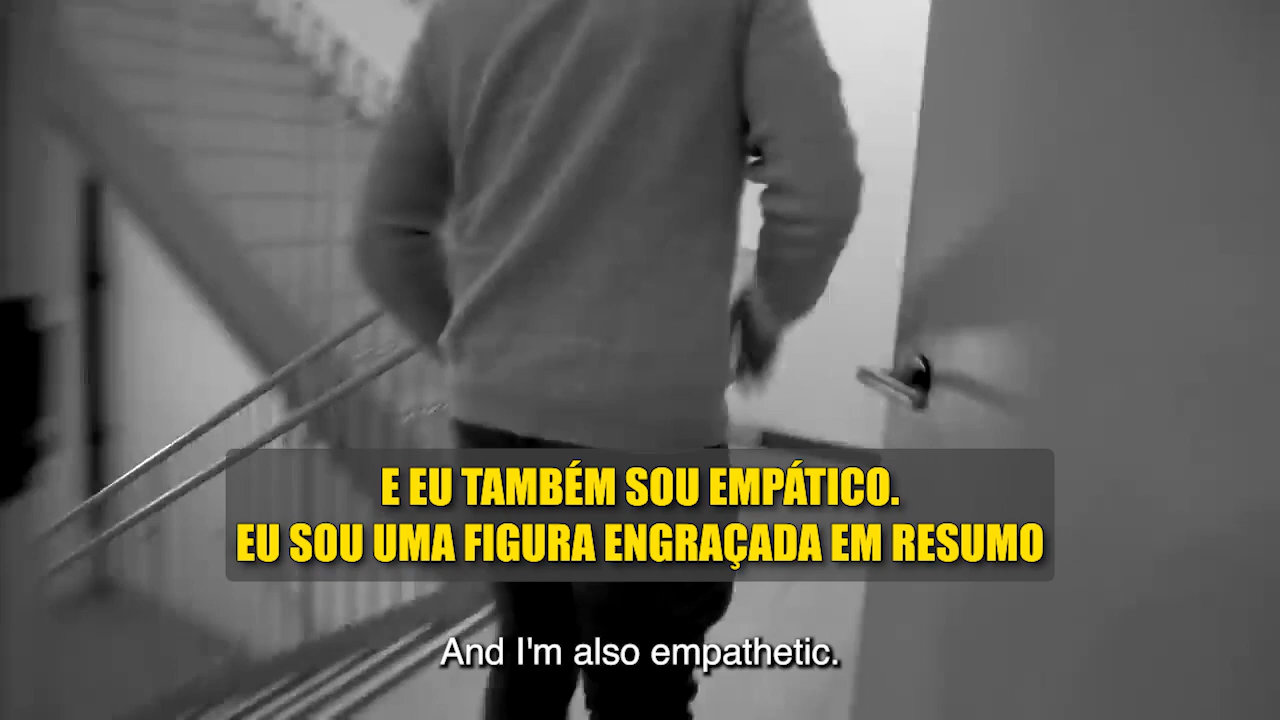 E EU TAMBÉM SOU EMPÁTICO.
EU SOU UMA FIGURA ENGRAÇADA EM RESUMO
And I'm also empathetic.